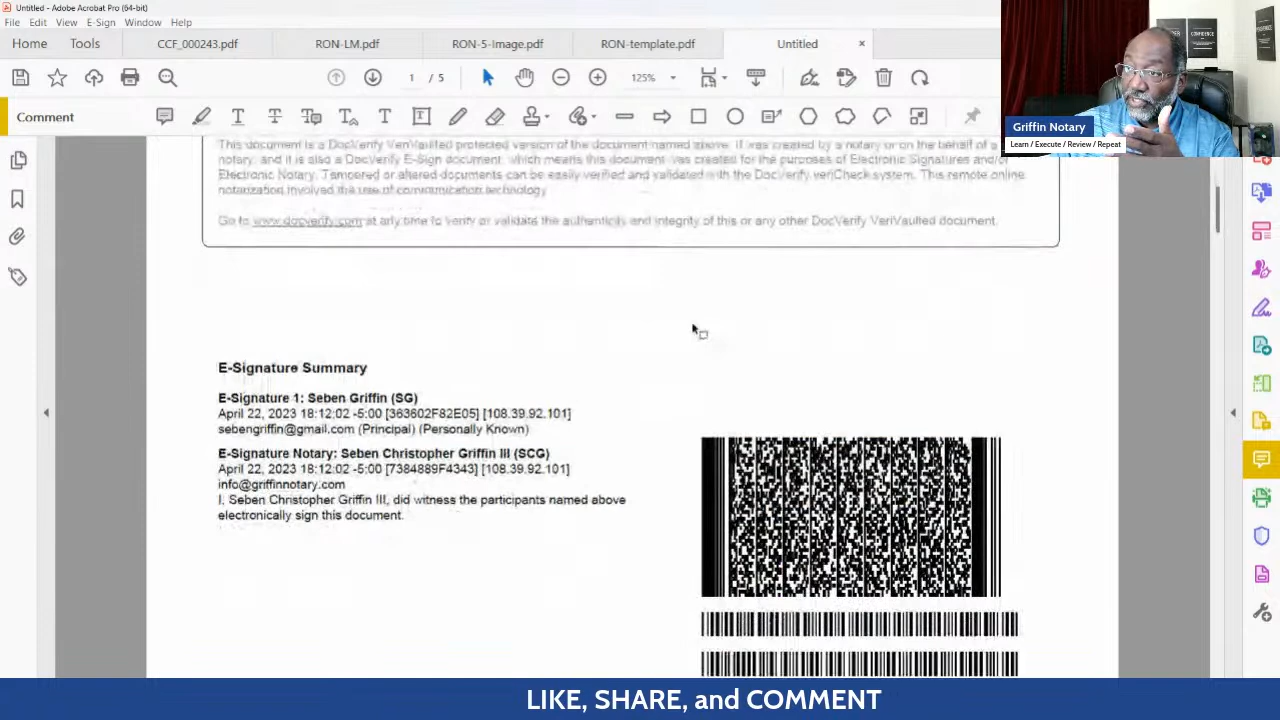 Untitled - Adobe Acrobat Pro (64-bit)
File Edit View E-Sign Window Help
Home Tools CCF_000243.pdf RON-LM.pdf RON-5-Image.pdf RON-template.pdf Untitled ×
1 / 5 125%
Comment
This document is a DocVerify VeriVaulted protected version of the document named above. It was created by a notary or on the behalf of a
notary, and it is also a DocVerify E-Sign document, which means this document was created for the purposes of Electronic Signatures and/or
Electronic Notary. Tampered or altered documents can be easily verified and validated with the DocVerify veriCheck system. This remote online
notarization involved the use of communication technology.
Go to www.docverify.com at any time to verify or validate the authenticity and integrity of this or any other DocVerify VeriVaulted document.
E-Signature Summary
E-Signature 1: Seben Griffin (SG)
April 22, 2023 18:12:02 -5:00 [363602F82E05] [108.39.92.101]
sebengriffin@gmail.com (Principal) (Personally Known)
E-Signature Notary: Seben Christopher Griffin III (SCG)
April 22, 2023 18:12:02 -5:00 [7384889F4343] [108.39.92.101]
info@griffinnotary.com
I, Seben Christopher Griffin III, did witness the participants named above
electronically sign this document.
CONFIDENCE
Griffin Notary
Learn / Execute / Review / Repeat
LIKE, SHARE, and COMMENT